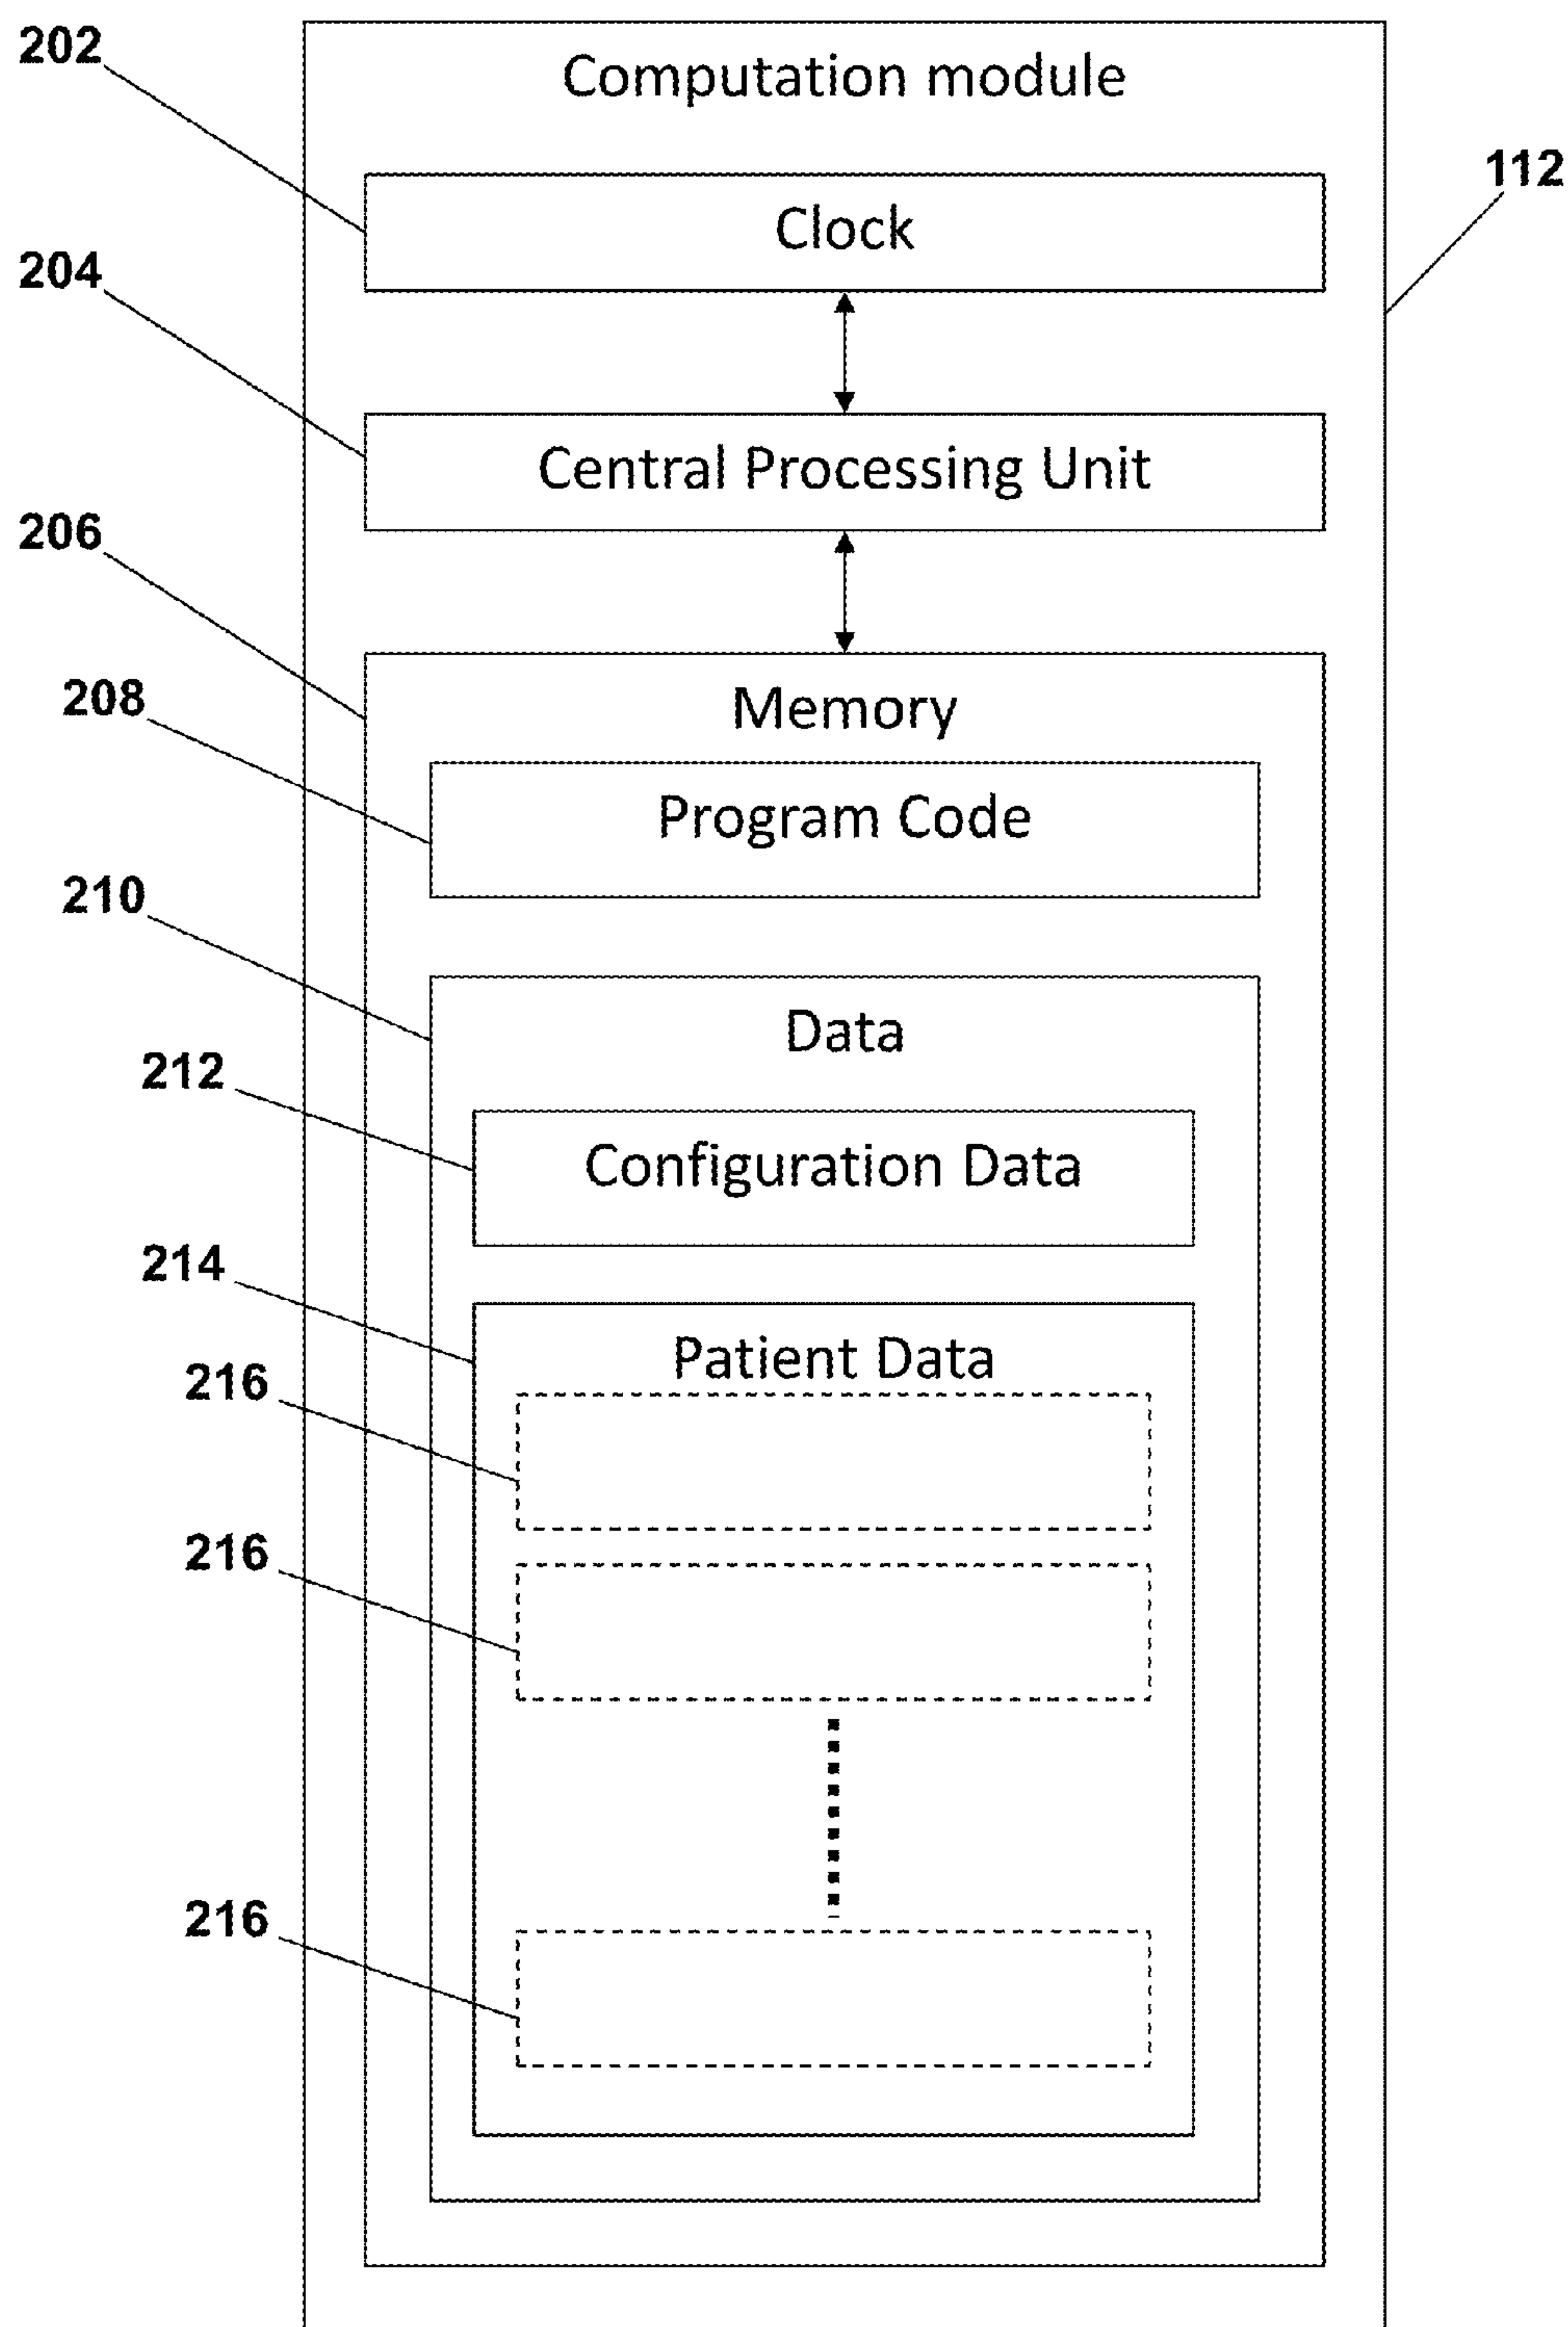 202
Computation module
112
Clock
204
Central Processing Unit
206
Memory
208
Program Code
210
Data
212
Configuration Data
214
Patient Data
216
216
216